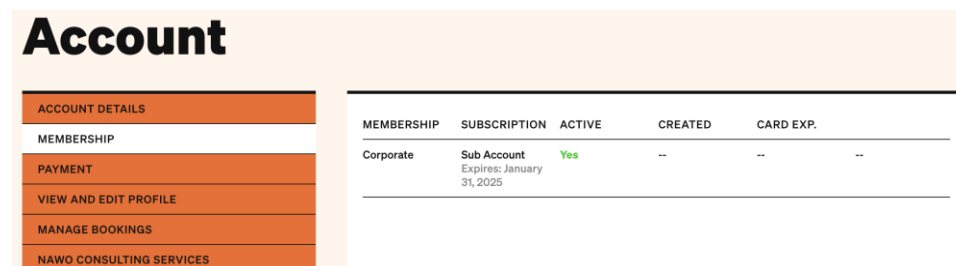 Account
ACCOUNT DETAILS
MEMBERSHIP
PAYMENT
VIEW AND EDIT PROFILE
MANAGE BOOKINGS
NAWO CONSULTING SERVICES
MEMBERSHIP SUBSCRIPTION ACTIVE CREATED CARD EXP.
Corporate Sub Account Yes -- -- --
Expires: January
31, 2025